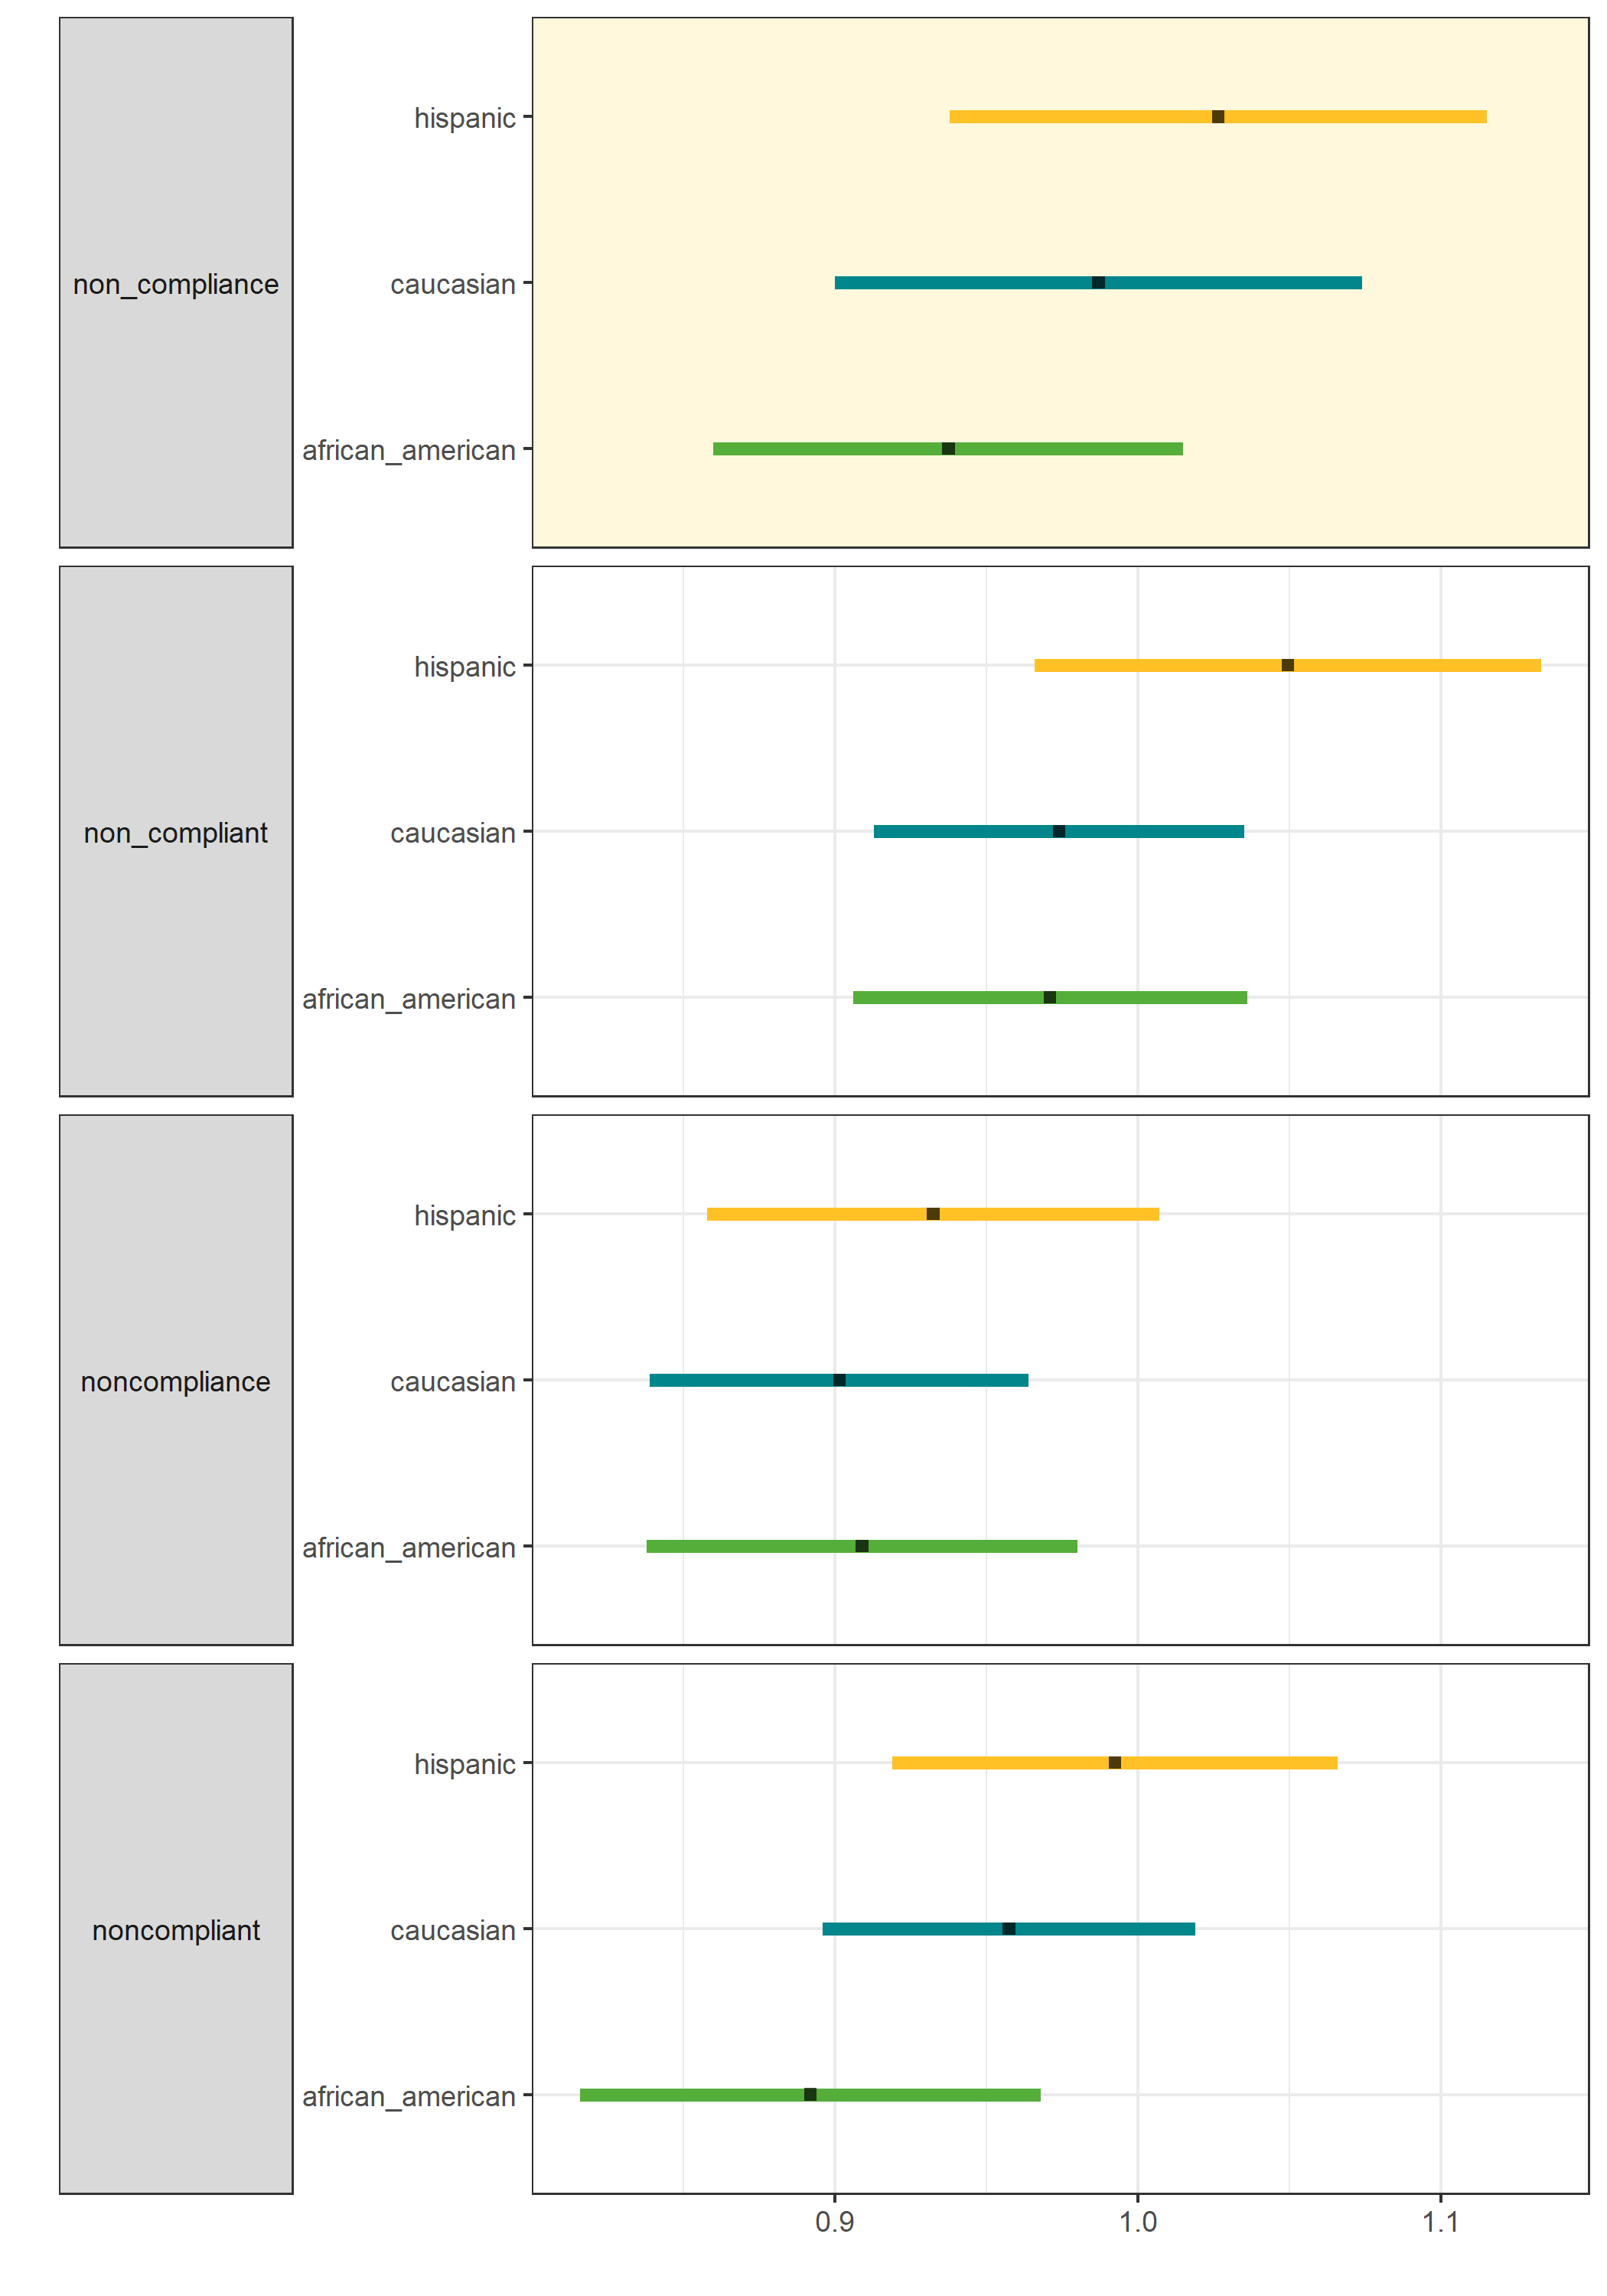 hispanic
non_compliance
caucasian
african_american
hispanic
non_compliant
caucasian
african_american
hispanic
noncompliance
caucasian
african_american
hispanic
noncompliant
caucasian
african_american
0.9 1.0 1.1